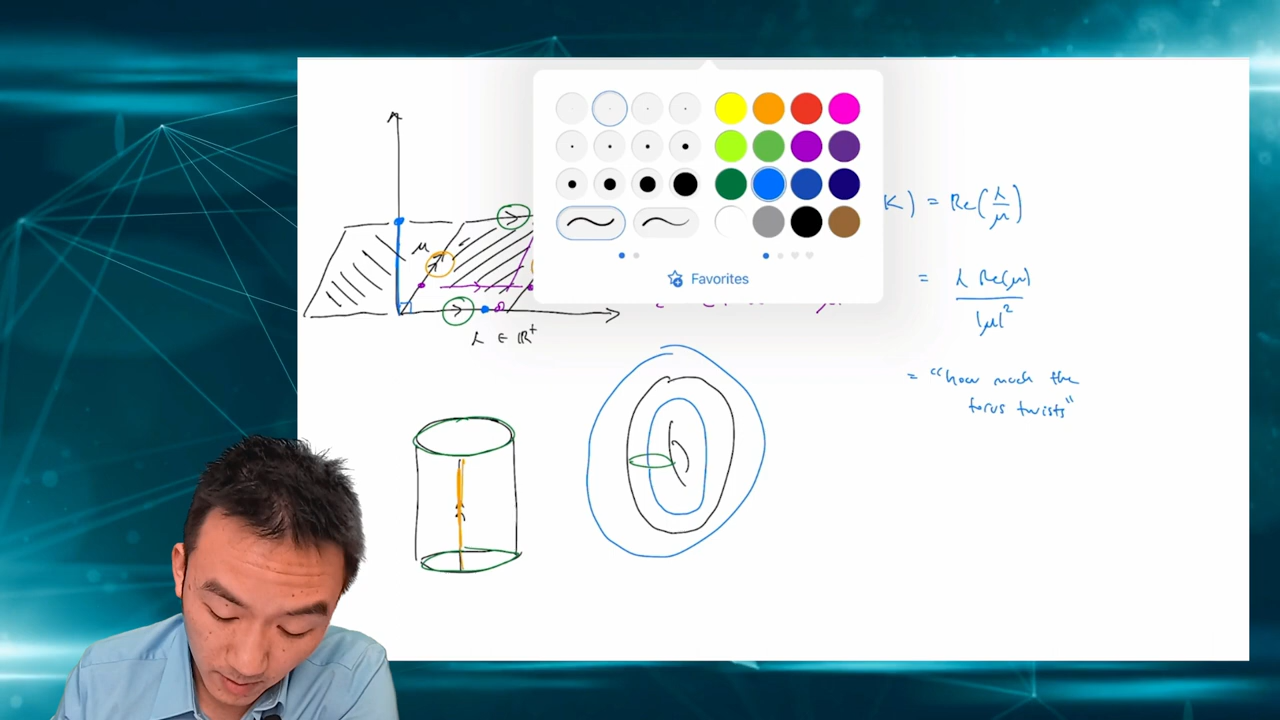 K) = Re(λ/μ)
μ
Favorites
= λ Re(μ) / |μ|²
λ ∈ ℝ⁺
= "how much the
torus twists"